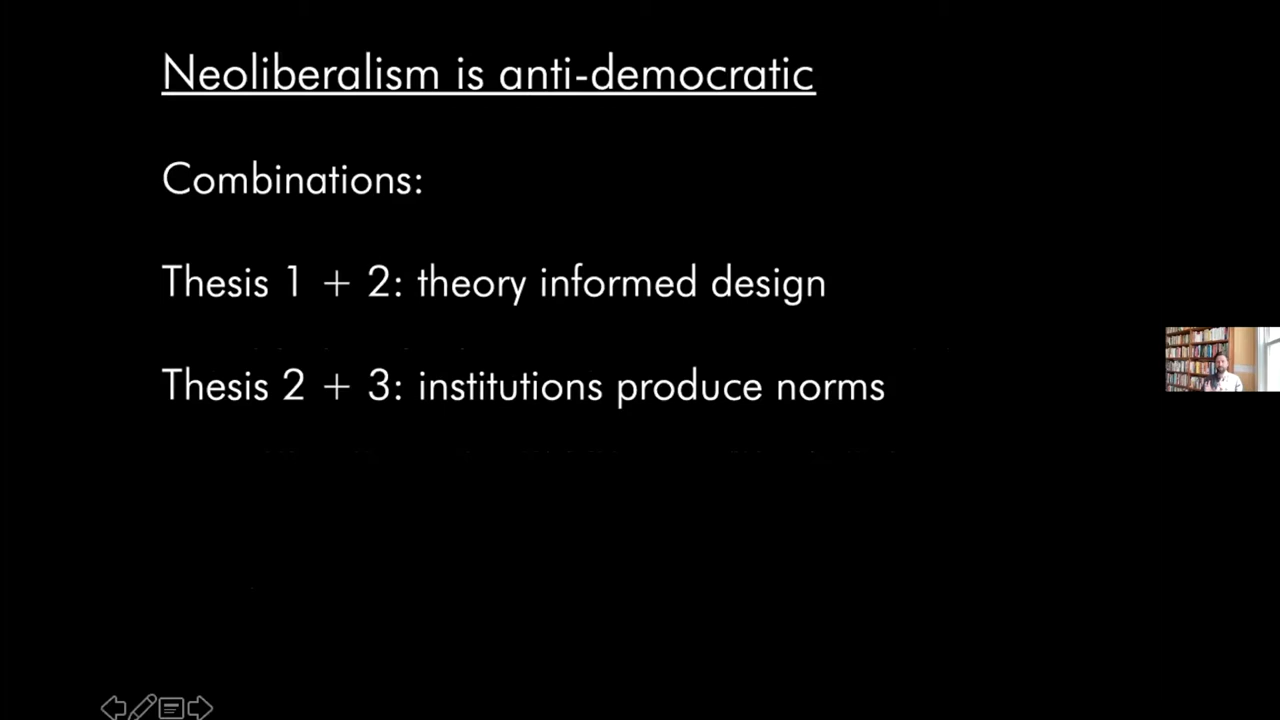 Neoliberalism is anti-democratic
Combinations:
Thesis 1 + 2: theory informed design
Thesis 2 + 3: institutions produce norms